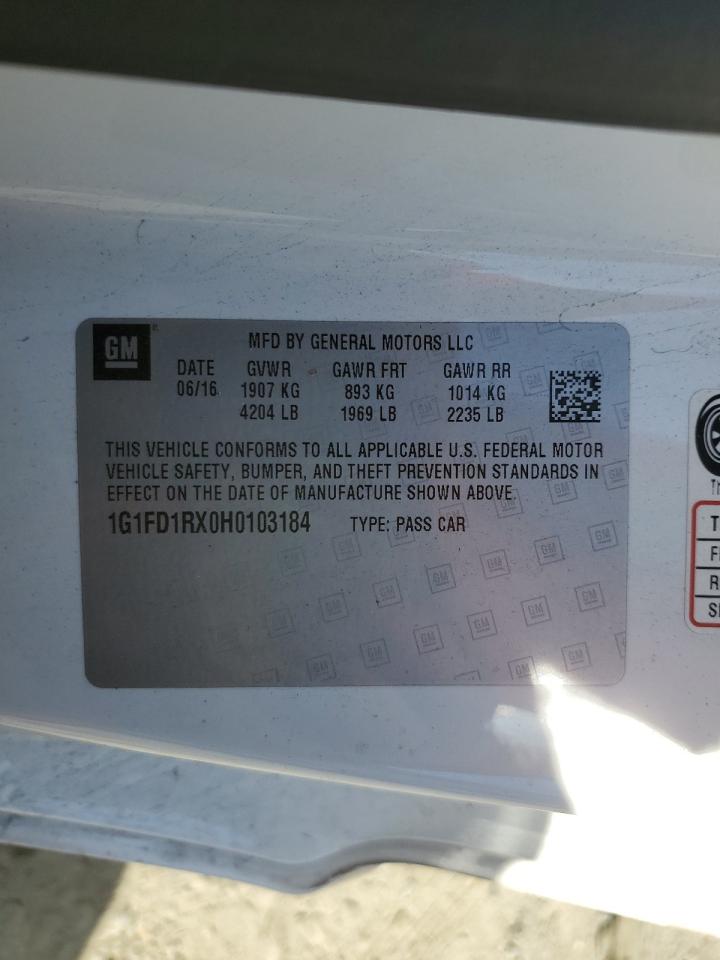 GM
MFD BY GENERAL MOTORS LLC
DATE GVWR GAWR FRT GAWR RR
06/16 1907 KG 893 KG 1014 KG
4204 LB 1969 LB 2235 LB
THIS VEHICLE CONFORMS TO ALL APPLICABLE U.S. FEDERAL MOTOR
VEHICLE SAFETY, BUMPER, AND THEFT PREVENTION STANDARDS IN
EFFECT ON THE DATE OF MANUFACTURE SHOWN ABOVE.
1G1FD1RX0H0103184 TYPE: PASS CAR